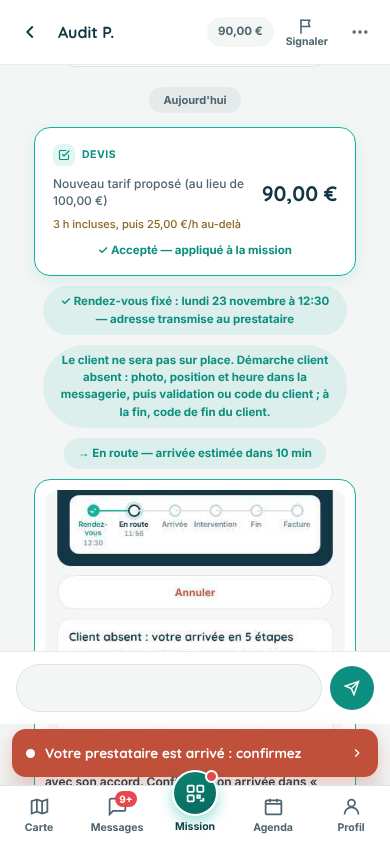 Audit P.
90,00 €
Signaler
Aujourd'hui
DEVIS
Nouveau tarif proposé (au lieu de
100,00 €)
90,00 €
3 h incluses, puis 25,00 €/h au-delà
✓ Accepté — appliqué à la mission
✓ Rendez-vous fixé : lundi 23 novembre à 12:30
— adresse transmise au prestataire
Le client ne sera pas sur place. Démarche client
absent : photo, position et heure dans la
messagerie, puis validation ou code du client ; à
la fin, code de fin du client.
→ En route — arrivée estimée dans 10 min
Rendez-
vous
12:30
En route
11:56
Arrivée
Intervention
Fin
Facture
Annuler
Client absent : votre arrivée en 5 étapes
Votre prestataire est arrivé : confirmez
avec son accord.
arrivée dans «
9+
Carte
Messages
Mission
Agenda
Profil